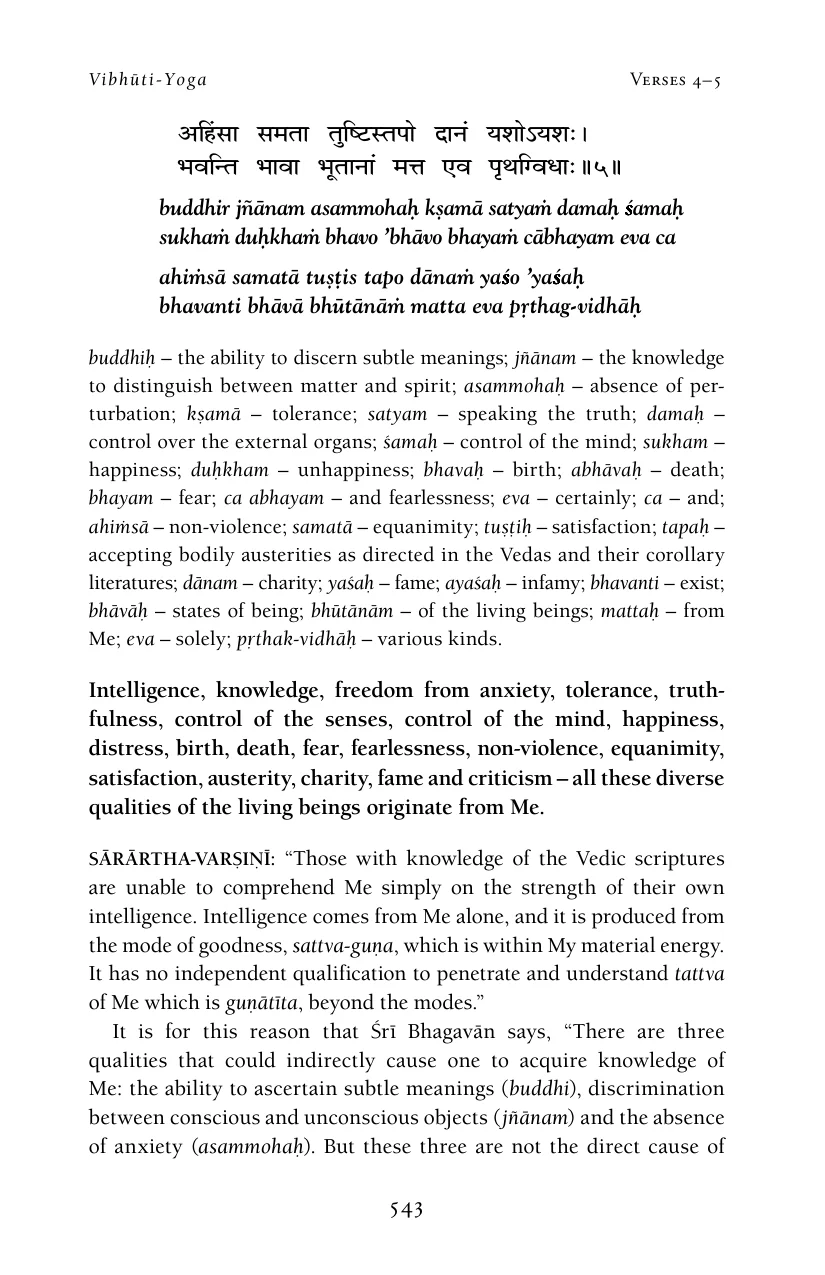 Vibhūti-Yoga VERSES 4–5
अहिंसा समता तुष्टिस्तपो दानं यशोऽयशः।
भवन्ति भावा भूतानां मत्त एव पृथग्विधाः॥५॥
buddhir jñānam asammohaḥ kṣamā satyaṁ damaḥ śamaḥ
sukhaṁ duḥkhaṁ bhavo ’bhāvo bhayaṁ cābhayam eva ca
ahiṁsā samatā tuṣṭis tapo dānaṁ yaśo ’yaśaḥ
bhavanti bhāvā bhūtānāṁ matta eva pṛthag-vidhāḥ
buddhiḥ – the ability to discern subtle meanings; jñānam – the knowledge
to distinguish between matter and spirit; asammohaḥ – absence of per-
turbation; kṣamā – tolerance; satyam – speaking the truth; damaḥ –
control over the external organs; śamaḥ – control of the mind; sukham –
happiness; duḥkham – unhappiness; bhavaḥ – birth; abhāvaḥ – death;
bhayam – fear; ca abhayam – and fearlessness; eva – certainly; ca – and;
ahiṁsā – non-violence; samatā – equanimity; tuṣṭiḥ – satisfaction; tapaḥ –
accepting bodily austerities as directed in the Vedas and their corollary
literatures; dānam – charity; yaśaḥ – fame; ayaśaḥ – infamy; bhavanti – exist;
bhāvāḥ – states of being; bhūtānām – of the living beings; mattaḥ – from
Me; eva – solely; pṛthak-vidhāḥ – various kinds.
Intelligence, knowledge, freedom from anxiety, tolerance, truth-
fulness, control of the senses, control of the mind, happiness,
distress, birth, death, fear, fearlessness, non-violence, equanimity,
satisfaction, austerity, charity, fame and criticism – all these diverse
qualities of the living beings originate from Me.
SĀRĀRTHA-VARṢIṆĪ: “Those with knowledge of the Vedic scriptures
are unable to comprehend Me simply on the strength of their own
intelligence. Intelligence comes from Me alone, and it is produced from
the mode of goodness, sattva-guṇa, which is within My material energy.
It has no independent qualification to penetrate and understand tattva
of Me which is guṇātīta, beyond the modes.”
It is for this reason that Śrī Bhagavān says, “There are three
qualities that could indirectly cause one to acquire knowledge of
Me: the ability to ascertain subtle meanings (buddhi), discrimination
between conscious and unconscious objects (jñānam) and the absence
of anxiety (asammohaḥ). But these three are not the direct cause of
543